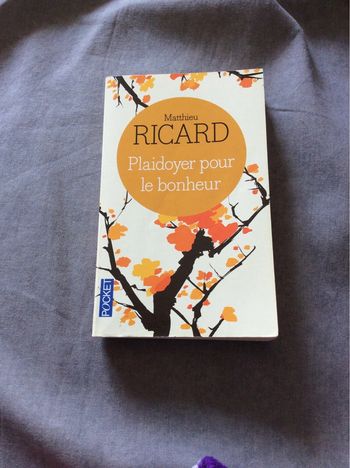 Matthieu
RICARD
Plaidoyer pour
le bonheur
POCKET